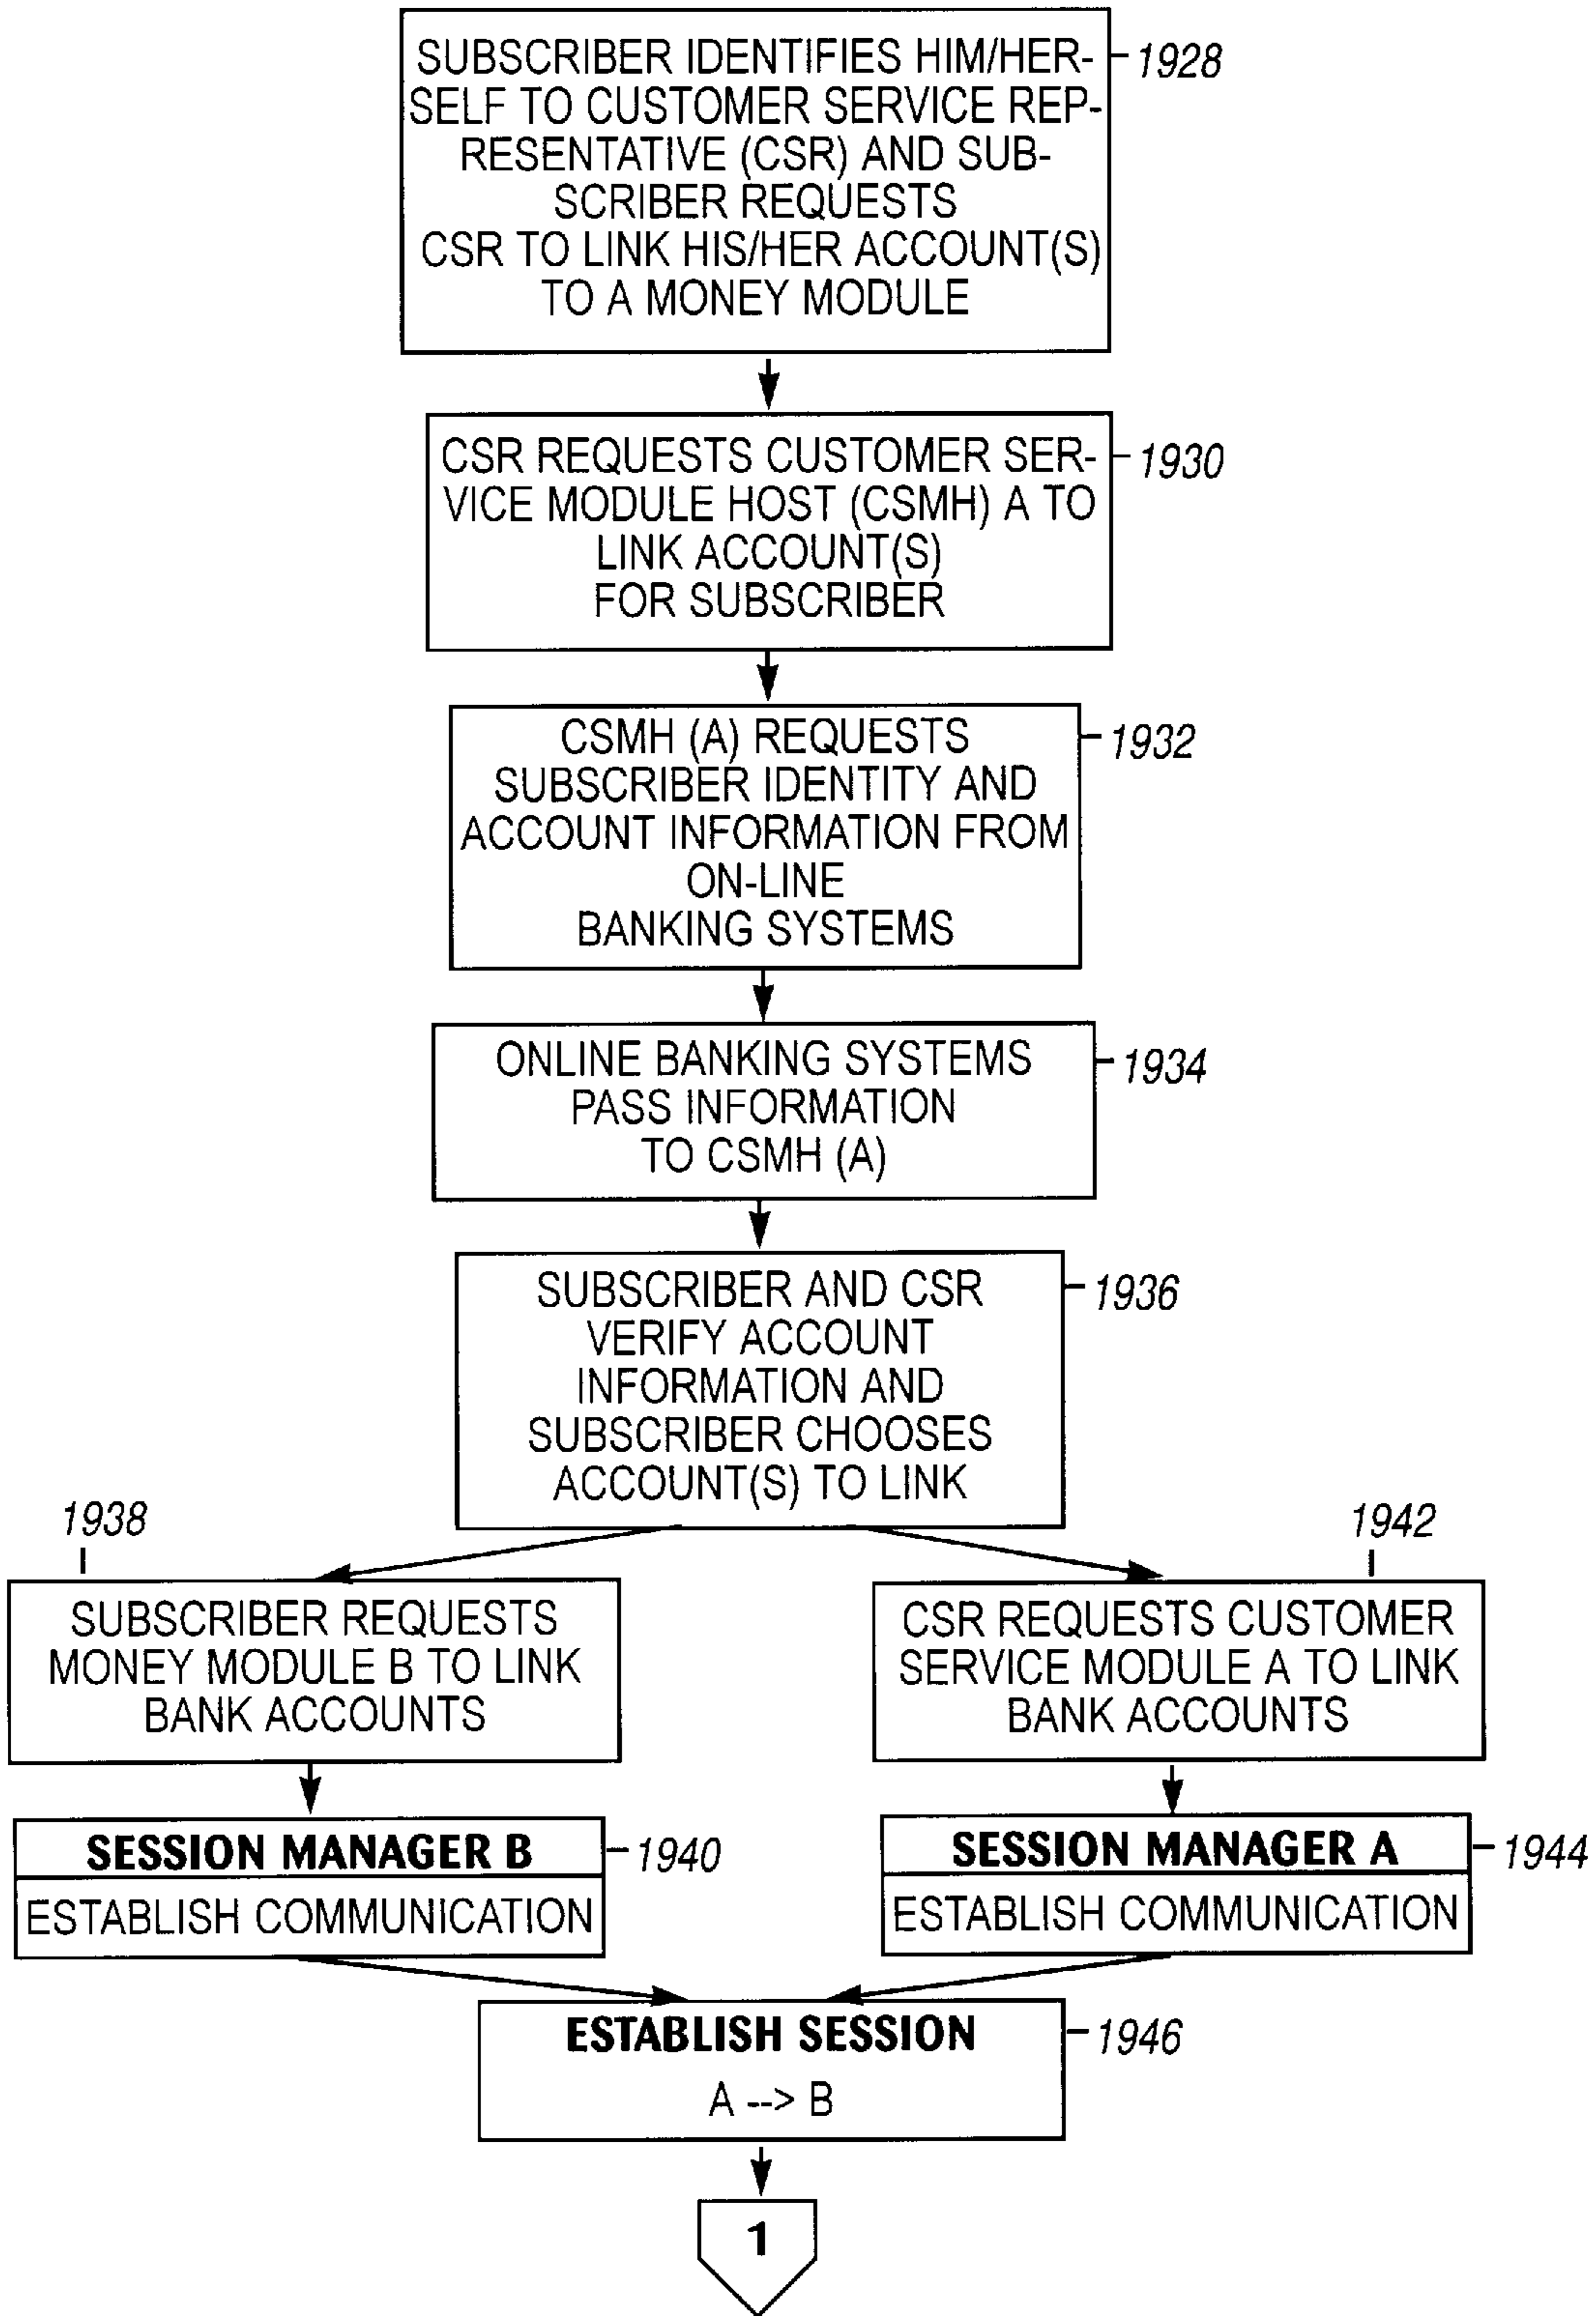 SUBSCRIBER IDENTIFIES HIM/HER-
SELF TO CUSTOMER SERVICE REP-
RESENTATIVE (CSR) AND SUB-
SCRIBER REQUESTS
CSR TO LINK HIS/HER ACCOUNT(S)
TO A MONEY MODULE
1928
CSR REQUESTS CUSTOMER SER-
VICE MODULE HOST (CSMH) A TO
LINK ACCOUNT(S)
FOR SUBSCRIBER
1930
CSMH (A) REQUESTS
SUBSCRIBER IDENTITY AND
ACCOUNT INFORMATION FROM
ON-LINE
BANKING SYSTEMS
1932
ONLINE BANKING SYSTEMS
PASS INFORMATION
TO CSMH (A)
1934
SUBSCRIBER AND CSR
VERIFY ACCOUNT
INFORMATION AND
SUBSCRIBER CHOOSES
ACCOUNT(S) TO LINK
1936
1938
SUBSCRIBER REQUESTS
MONEY MODULE B TO LINK
BANK ACCOUNTS
1942
CSR REQUESTS CUSTOMER
SERVICE MODULE A TO LINK
BANK ACCOUNTS
SESSION MANAGER B
1940
ESTABLISH COMMUNICATION
SESSION MANAGER A
1944
ESTABLISH COMMUNICATION
ESTABLISH SESSION
1946
A --> B
1